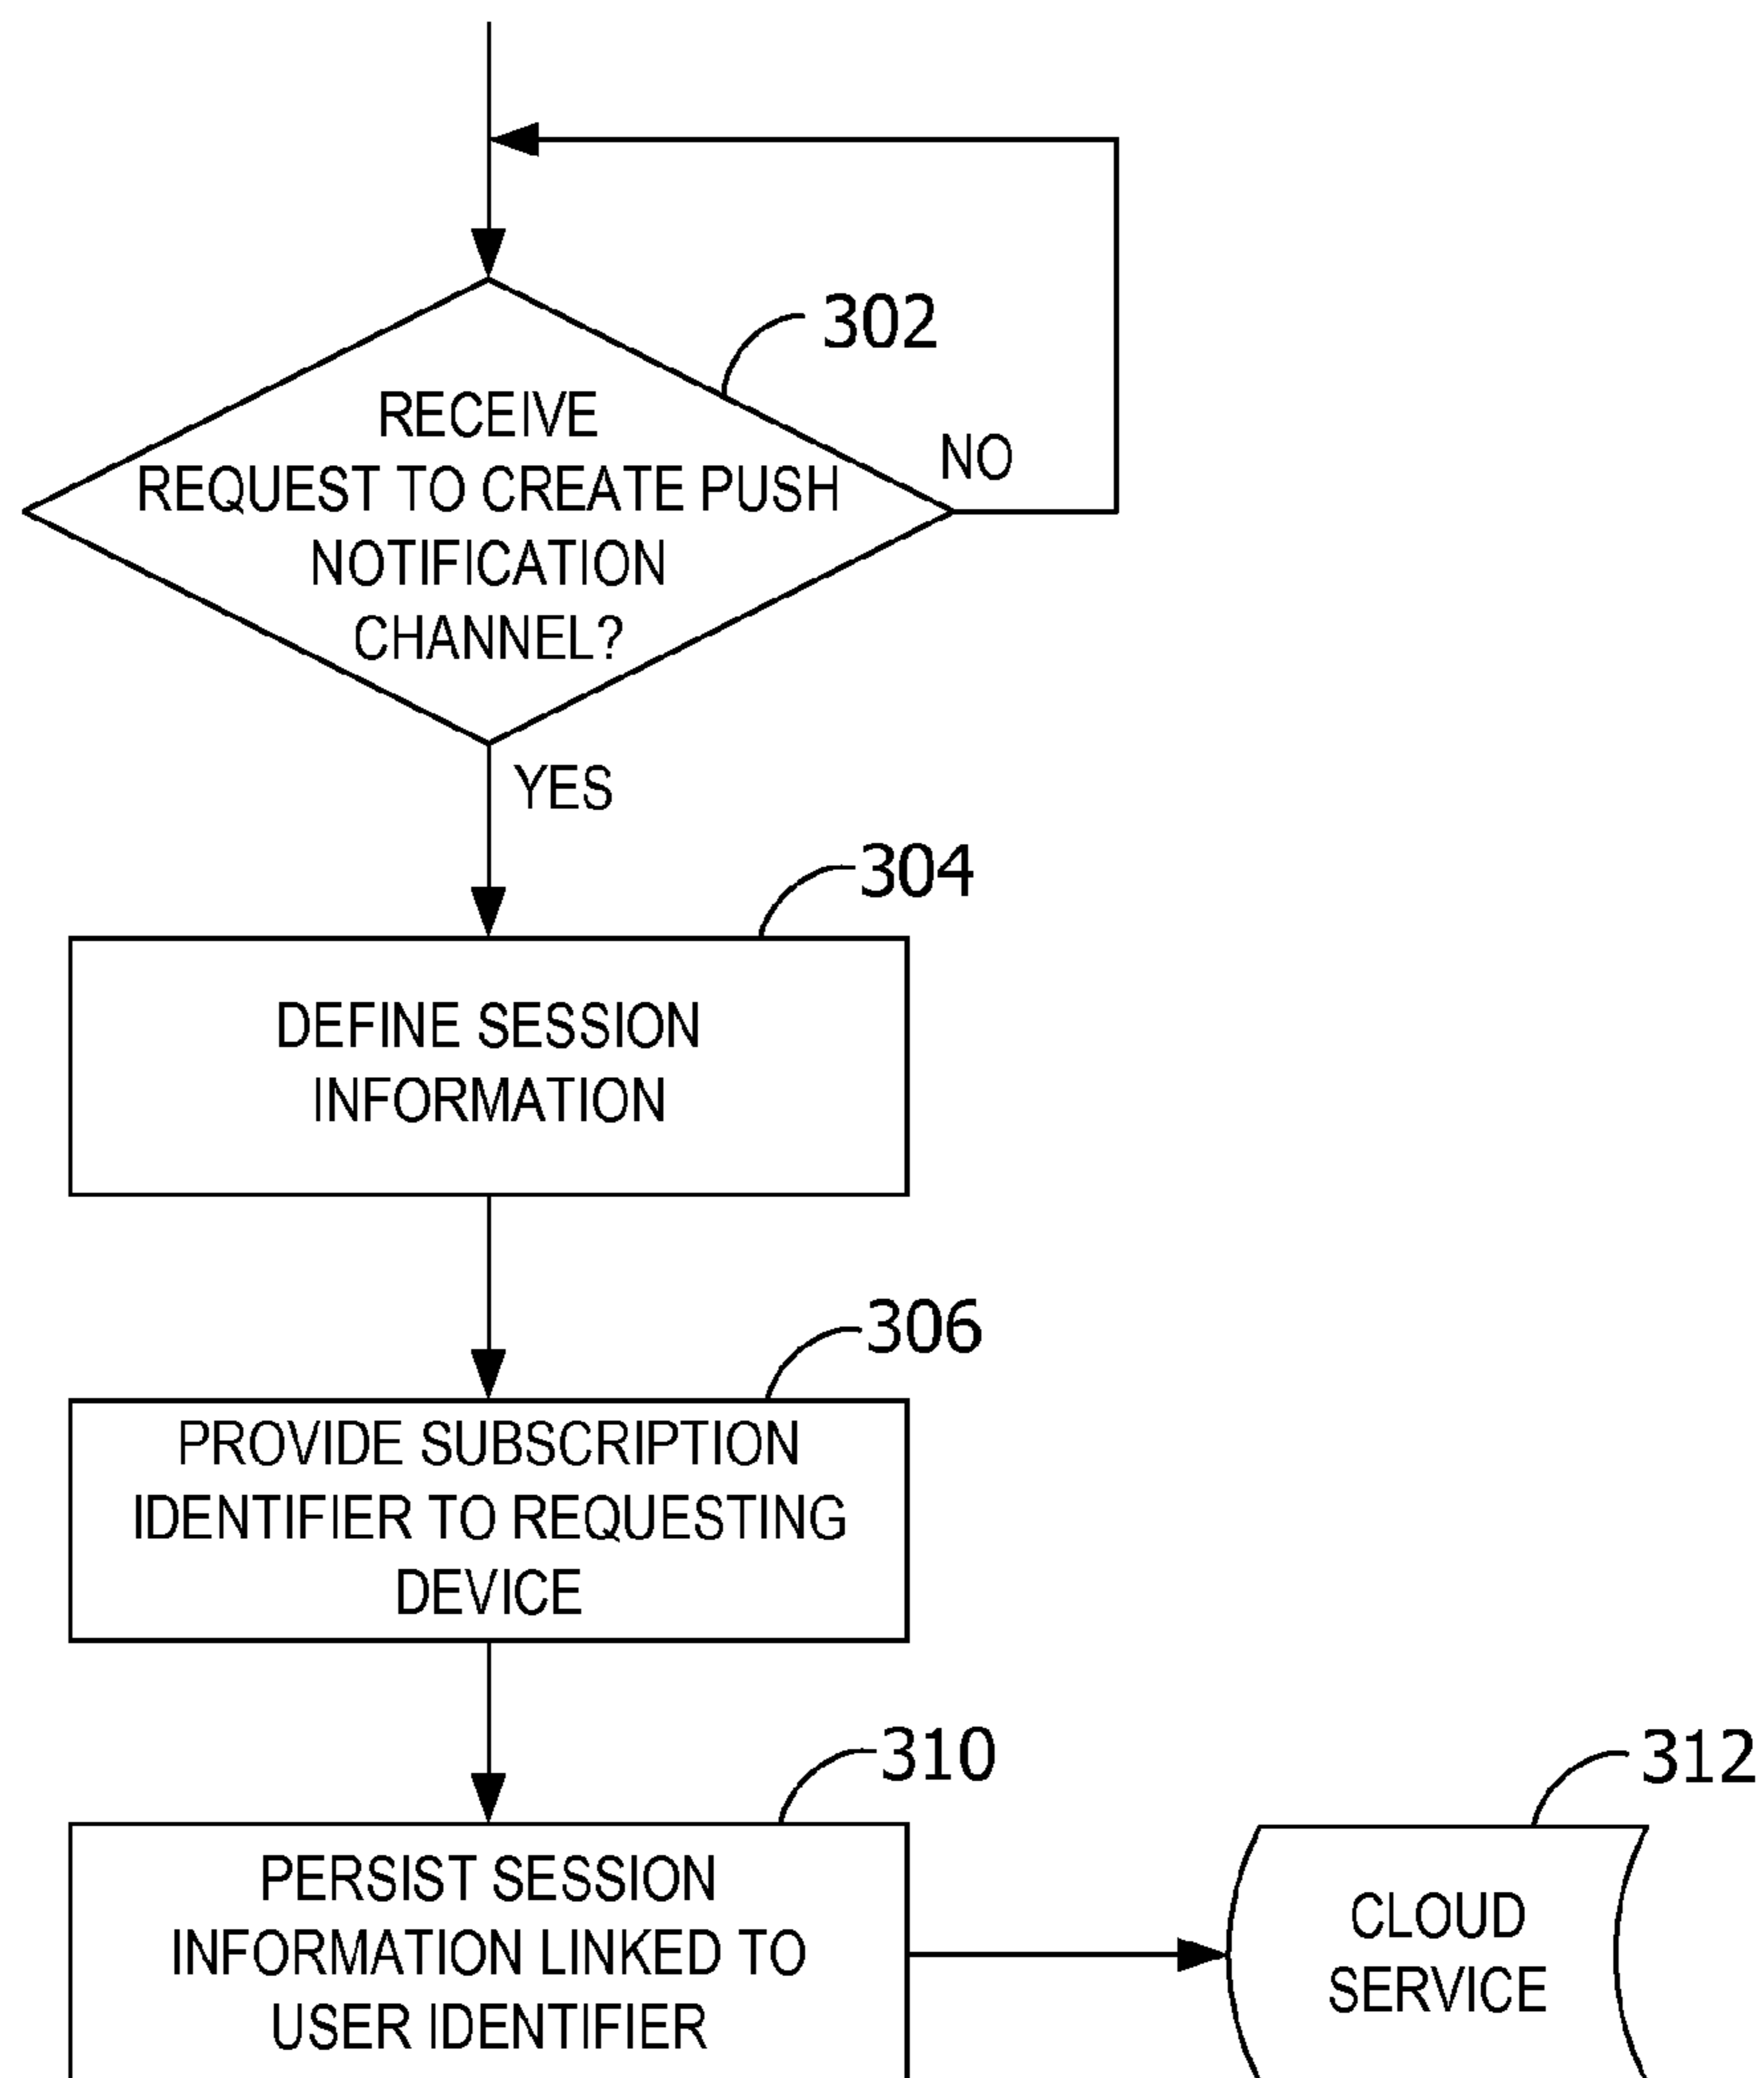 302
RECEIVE
REQUEST TO CREATE PUSH
NOTIFICATION
CHANNEL?
NO
YES
304
DEFINE SESSION
INFORMATION
306
PROVIDE SUBSCRIPTION
IDENTIFIER TO REQUESTING
DEVICE
310
PERSIST SESSION
INFORMATION LINKED TO
USER IDENTIFIER
312
CLOUD
SERVICE